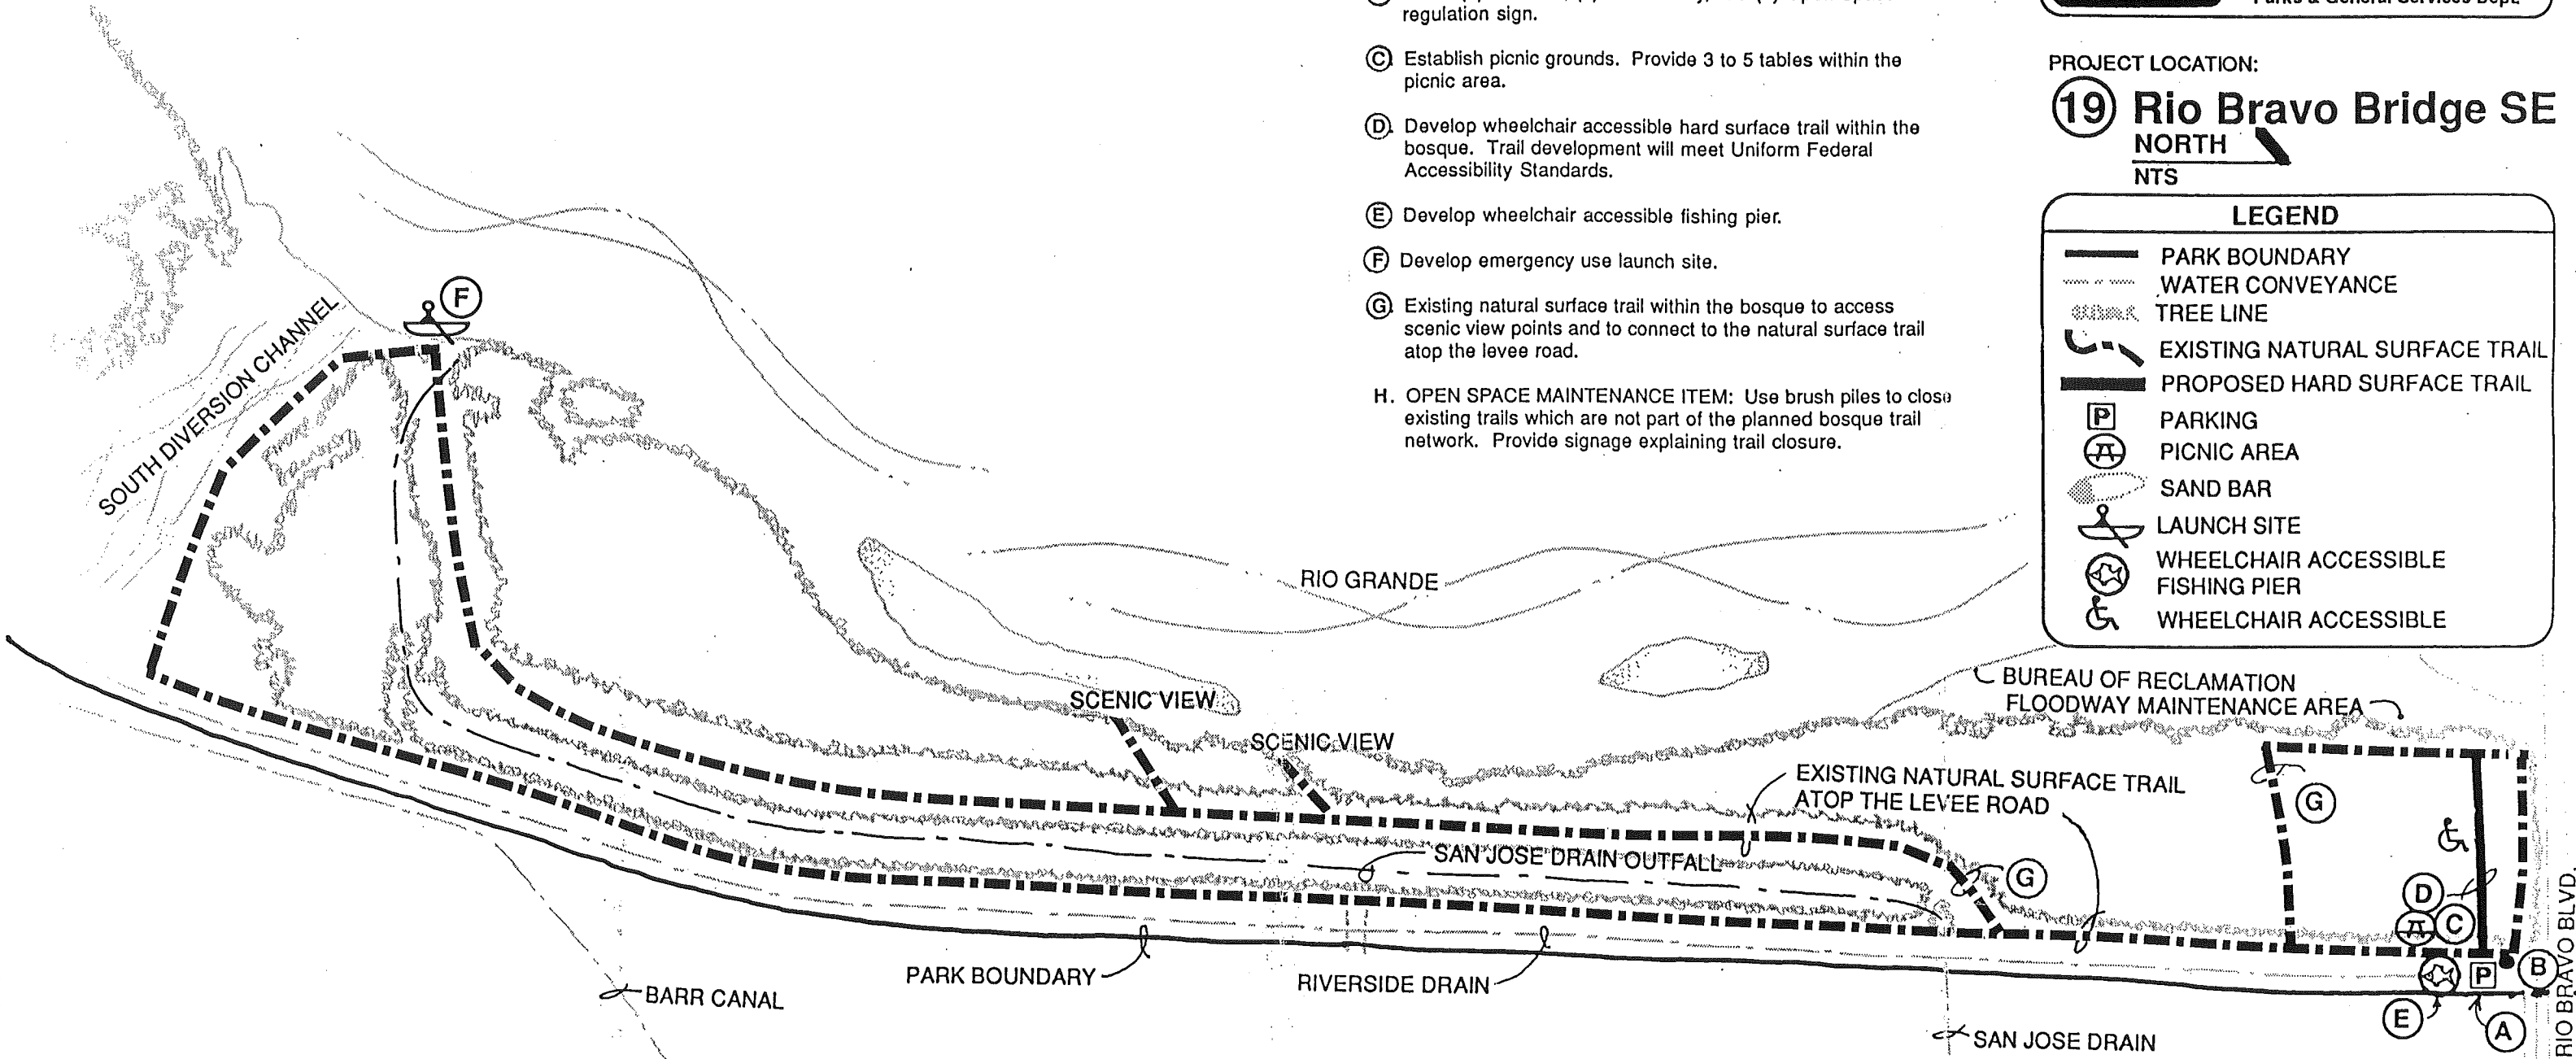 regulation sign.
Ⓒ Establish picnic grounds. Provide 3 to 5 tables within the
picnic area.
Ⓓ. Develop wheelchair accessible hard surface trail within the
bosque. Trail development will meet Uniform Federal
Accessibility Standards.
Ⓔ Develop wheelchair accessible fishing pier.
Ⓕ Develop emergency use launch site.
Ⓖ. Existing natural surface trail within the bosque to access
scenic view points and to connect to the natural surface trail
atop the levee road.
H. OPEN SPACE MAINTENANCE ITEM: Use brush piles to close
existing trails which are not part of the planned bosque trail
network. Provide signage explaining trail closure.
Parks & General Services Dept.
PROJECT LOCATION:
⑲ Rio Bravo Bridge SE
NORTH
NTS
LEGEND
PARK BOUNDARY
WATER CONVEYANCE
TREE LINE
EXISTING NATURAL SURFACE TRAIL
PROPOSED HARD SURFACE TRAIL
P PARKING
PICNIC AREA
SAND BAR
LAUNCH SITE
WHEELCHAIR ACCESSIBLE
FISHING PIER
WHEELCHAIR ACCESSIBLE
F
SOUTH DIVERSION CHANNEL
RIO GRANDE
SCENIC VIEW
SCENIC VIEW
BUREAU OF RECLAMATION
FLOODWAY MAINTENANCE AREA
EXISTING NATURAL SURFACE TRAIL
ATOP THE LEVEE ROAD
G
SAN JOSE DRAIN OUTFALL
G
D
C
P
B
E
A
PARK BOUNDARY
RIVERSIDE DRAIN
BARR CANAL
SAN JOSE DRAIN
RIO BRAVO BLVD.